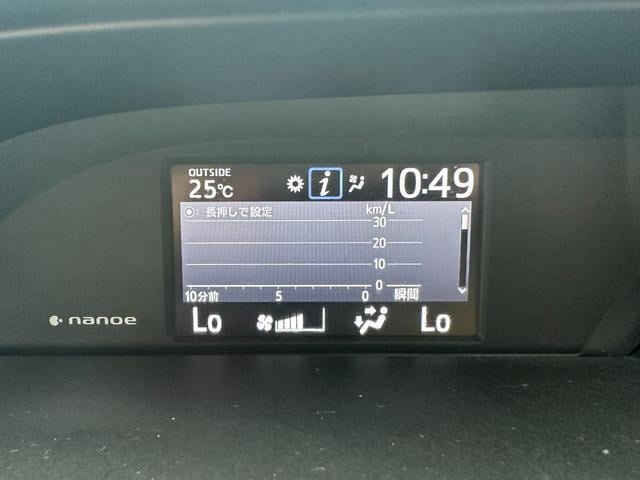 OUTSIDE
25℃ i 10:49
◉: 長押しで設定 km/L
30
20
10
0
10分前 5 0 瞬間
nanoe Lo Lo